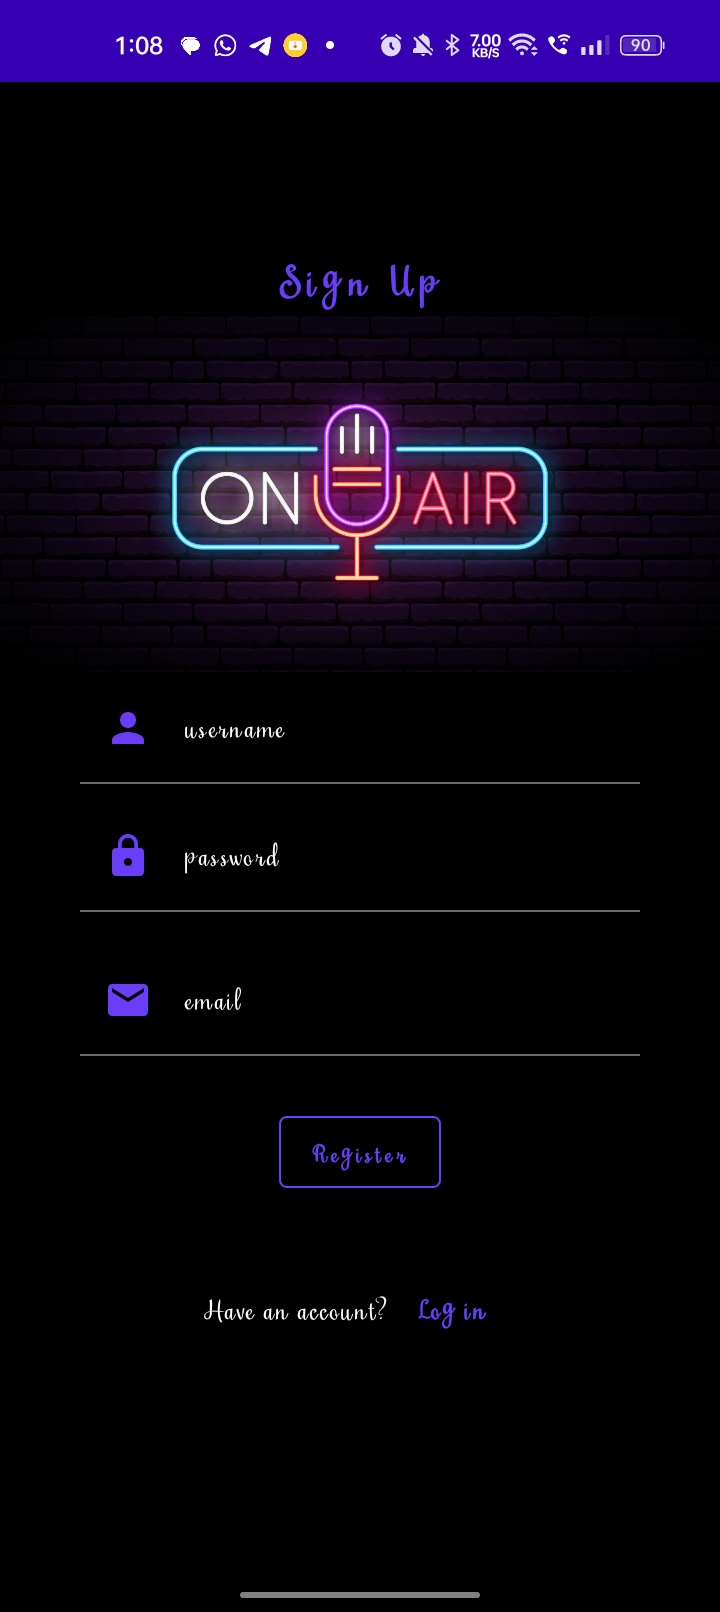 1:08 7.00 KB/S 90
Sign Up
ON AIR
username
password
email
Register
Have an account? Log in